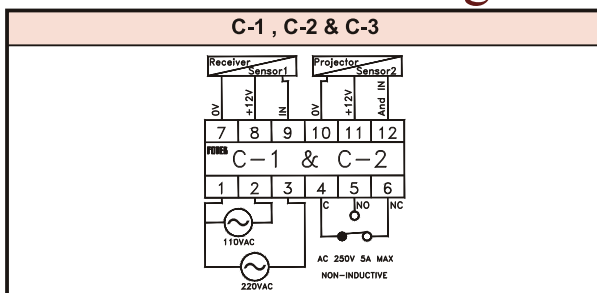 C-1 , C-2 & C-3
Receiver Projector
Sensor1 Sensor2
0V +12V IN 0V +12V And IN
7 8 9 10 11 12
C-1 & C-2
1 2 3 4 5 6
C NO NC
110VAC
AC 250V 5A MAX
NON-INDUCTIVE
220VAC